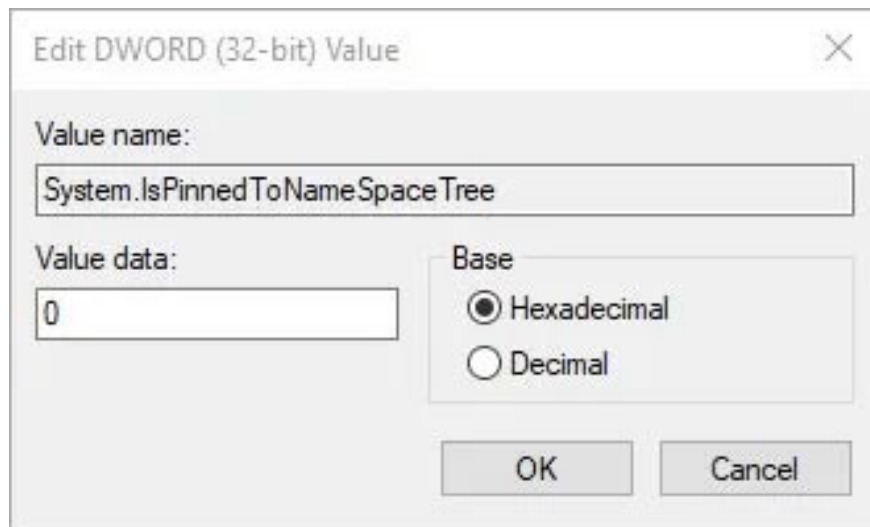 Edit DWORD (32-bit) Value
Value name:
System.IsPinnedToNameSpaceTree
Value data:
0
Base
Hexadecimal
Decimal
OK
Cancel